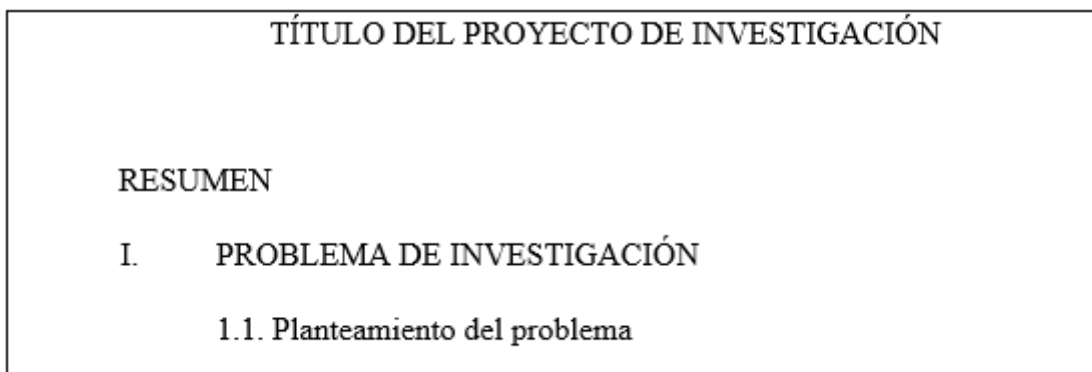 TÍTULO DEL PROYECTO DE INVESTIGACIÓN
RESUMEN
I. PROBLEMA DE INVESTIGACIÓN
1.1. Planteamiento del problema